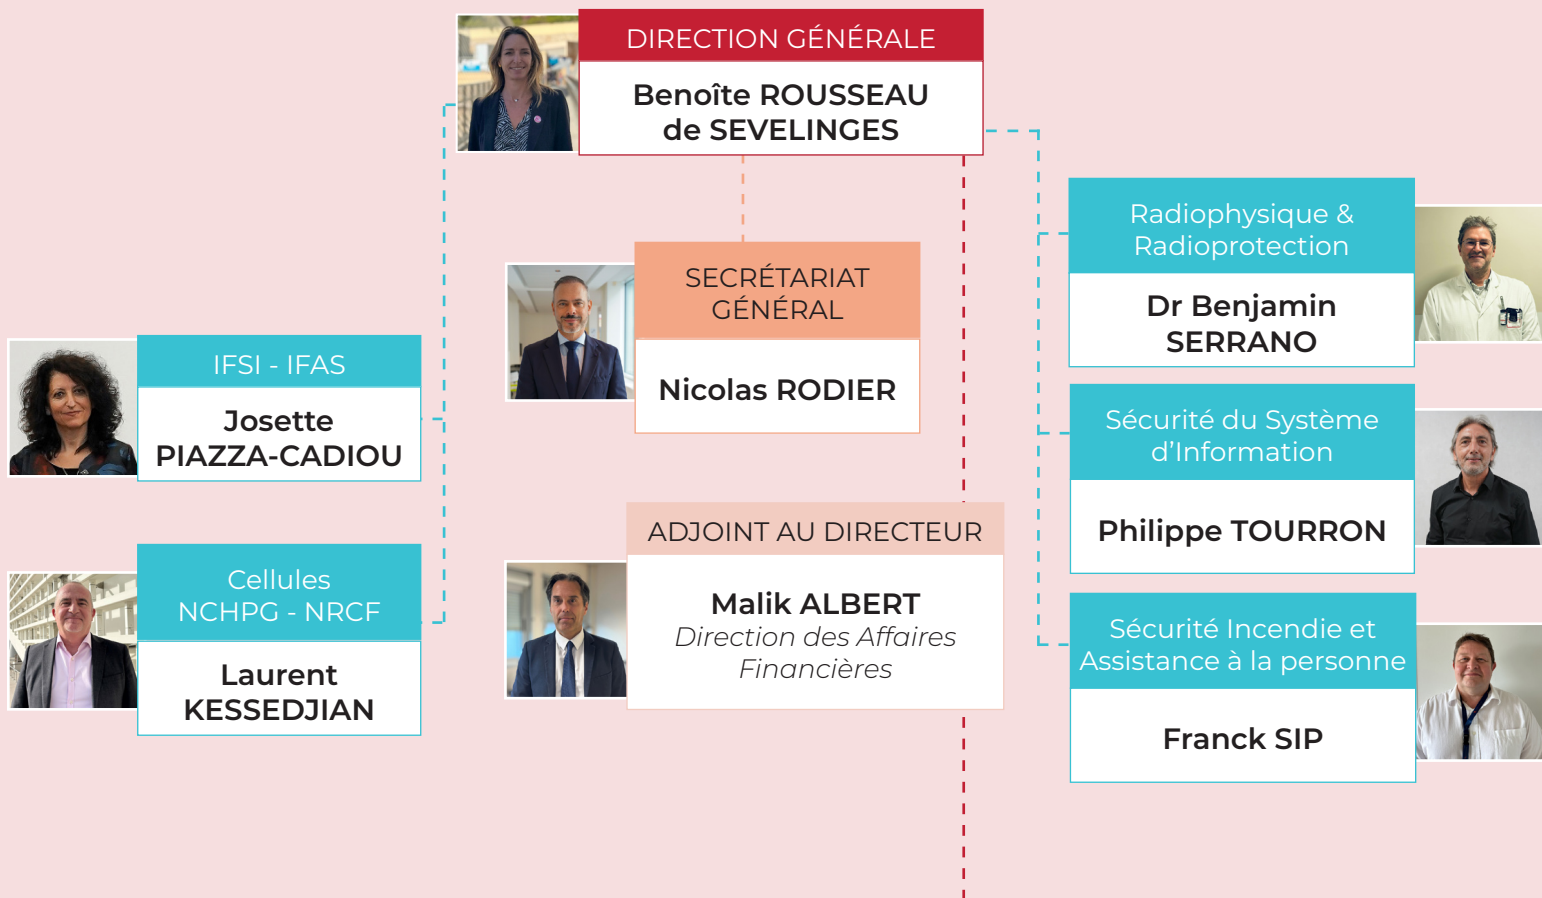 DIRECTION GÉNÉRALE
Benoîte ROUSSEAU
de SEVELINGES
SECRÉTARIAT
GÉNÉRAL
Nicolas RODIER
ADJOINT AU DIRECTEUR
Malik ALBERT
Direction des Affaires
Financières
IFSI - IFAS
Josette
PIAZZA-CADIOU
Cellules
NCHPG - NRCF
Laurent
KESSEDJIAN
Radiophysique &
Radioprotection
Dr Benjamin
SERRANO
Sécurité du Système
d'Information
Philippe TOURRON
Sécurité Incendie et
Assistance à la personne
Franck SIP